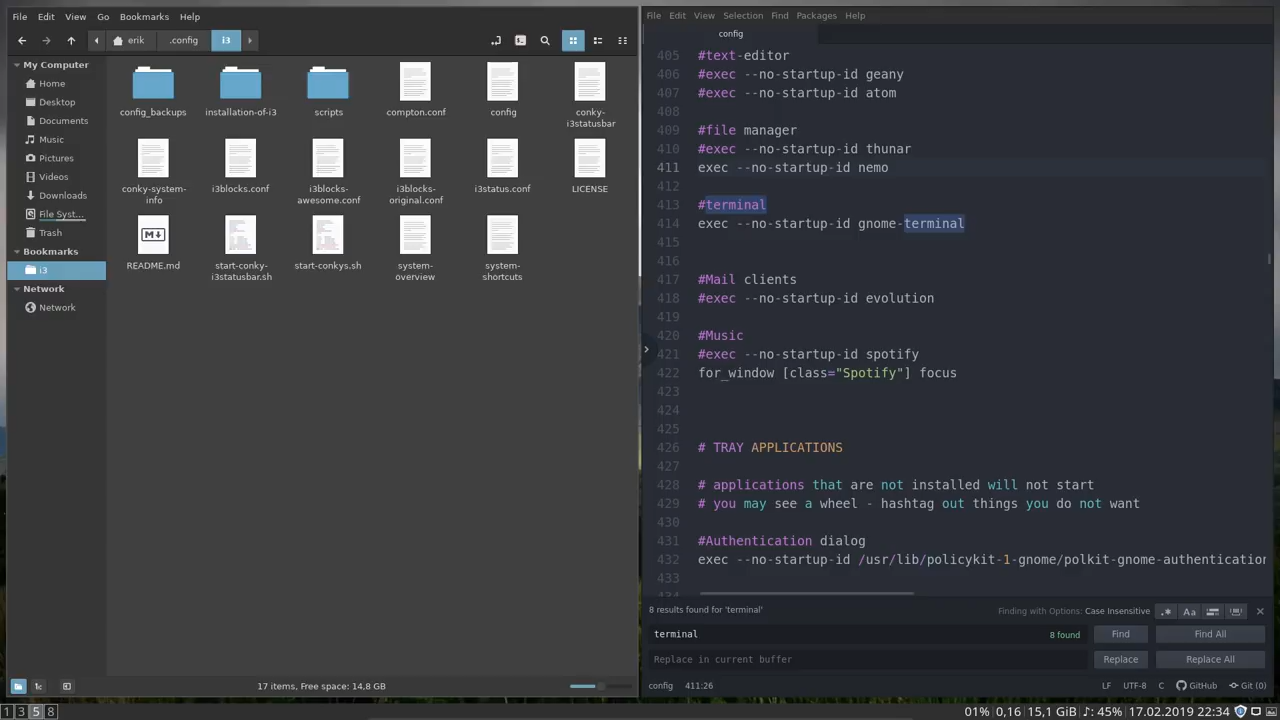 File Edit View Go Bookmarks Help
erik .config i3
My Computer
Home
Desktop
Documents
Music
Pictures
Videos
Downloads
File Syst...
Trash
Bookmarks
i3
Network
Network
config_backups installation-of-i3 scripts compton.conf config conky-
i3statusbar
conky-system- i3blocks.conf i3blocks- i3blocks- i3status.conf LICENSE
info awesome.conf original.conf
README.md start-conky- start-conkys.sh system- system-
i3statusbar.sh overview shortcuts
17 items, Free space: 14,8 GB
File Edit View Selection Find Packages Help
config
405 #text-editor
406 #exec --no-startup-id geany
407 #exec --no-startup-id atom
408
409 #file manager
410 #exec --no-startup-id thunar
411 exec --no-startup-id nemo
412
413 #terminal
414 exec --no-startup-id gnome-terminal
415
416
417 #Mail clients
418 #exec --no-startup-id evolution
419
420 #Music
421 #exec --no-startup-id spotify
422 for_window [class="Spotify"] focus
423
424
425
426 # TRAY APPLICATIONS
427
428 # applications that are not installed will not start
429 # you may see a wheel - hashtag out things you do not want
430
431 #Authentication dialog
432 exec --no-startup-id /usr/lib/policykit-1-gnome/polkit-gnome-authentication
433
434
8 results found for 'terminal' Finding with Options: Case Insensitive .* Aa
terminal 8 found Find Find All
Replace in current buffer Replace Replace All
config 411:26 LF UTF-8 C GitHub Git (0)
1 3 5 8 01% 0,16 15,1 GiB ♪: 45% 17.02.2019 22:34